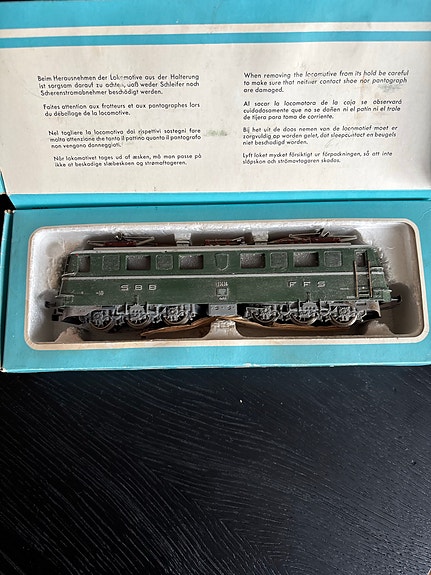 Beim Herausnehmen der Lokomotive aus der Halterung
ist sorgsam darauf zu achten, daß weder Schleifer noch
Scherenstromabnehmer beschädigt werden.
Faites attention aux frotteurs et aux pantographes lors
du déballage de la locomotive.
Nel togliere la locomotiva dai rispettivi sostegni fare
molta attenzione che tanto il pattino quanto il pantografo
non vengano danneggiati.
Når lokomotivet tages ud af æsken, må man passe på
ikke at beskadige slæbeskoen og strømaftageren.
When removing the locomotive from its hold be careful
to make sure that neither contact shoe nor pantograph
are damaged.
Al sacar la locomotora de la caja se observará
cuidadosamente que no se dañen ni el patín ni el trole
de tijera para toma de corriente.
Bij het uit de doos nemen van de locomotief moet er
zorgvuldig op worden gelet, dat sleepcontact en beugels
niet beschadigd worden.
Lyft loket mycket försiktigt ur förpackningen, så att inte
släpskon och strömavtagaren skadas.
SBB
FFS